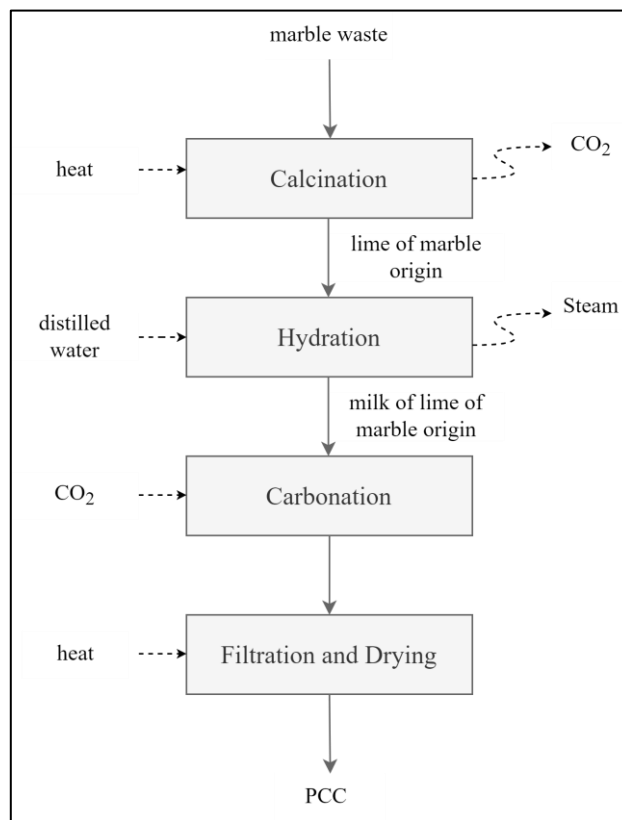 marble waste
heat
Calcination
CO2
lime of marble
origin
distilled
water
Hydration
Steam
milk of lime of
marble origin
CO2
Carbonation
heat
Filtration and Drying
PCC